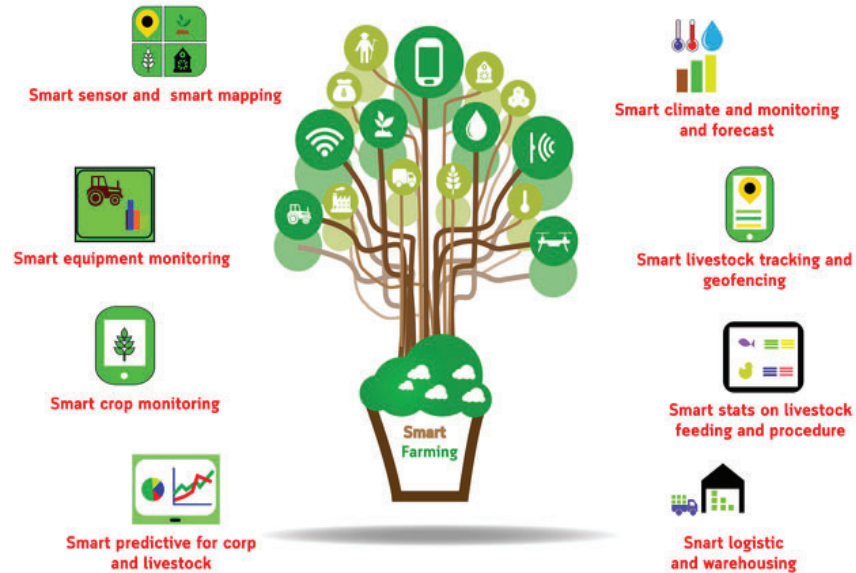 Smart sensor and smart mapping
Smart equipment monitoring
Smart crop monitoring
Smart predictive for corp
and livestock
Smart
Farming
Smart climate and monitoring
and forecast
Smart livestock tracking and
geofencing
Smart stats on livestock
feeding and procedure
Snart logistic
and warehousing